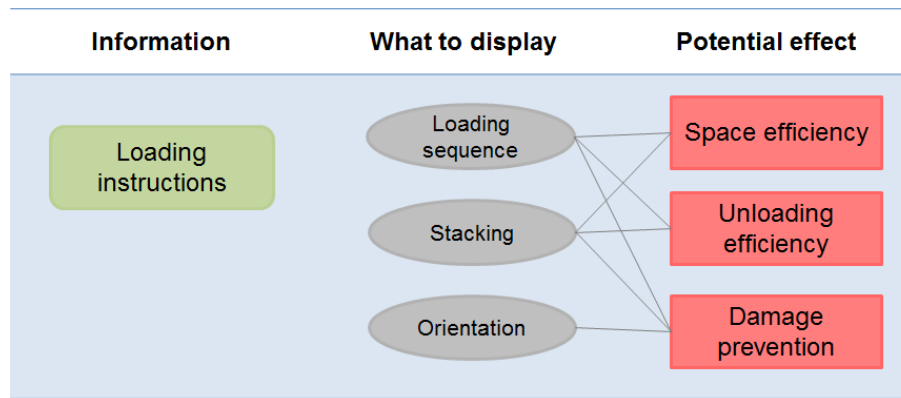 Information
What to display
Potential effect
Loading
instructions
Loading
sequence
Stacking
Orientation
Space efficiency
Unloading
efficiency
Damage
prevention